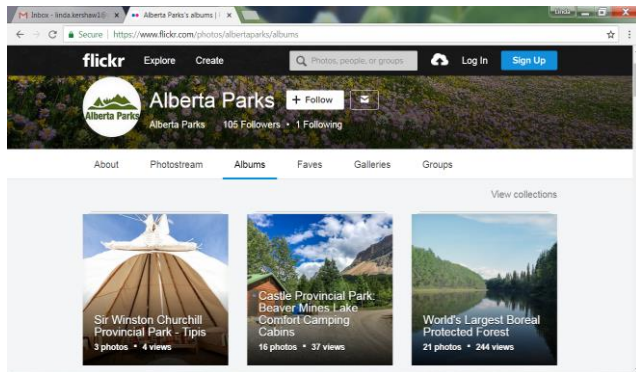 Inbox - linda.kershaw16@
Alberta Parks's albums |
Linda
Secure | https://www.flickr.com/photos/albertaparks/albums
flickr Explore Create Photos, people, or groups Log In Sign Up
Alberta Parks
Alberta Parks + Follow
Alberta Parks 105 Followers • 1 Following
About Photostream Albums Faves Galleries Groups
View collections
Sir Winston Churchill
Provincial Park - Tipis
3 photos • 4 views
Castle Provincial Park:
Beaver Mines Lake
Comfort Camping
Cabins
16 photos • 37 views
World's Largest Boreal
Protected Forest
21 photos • 244 views